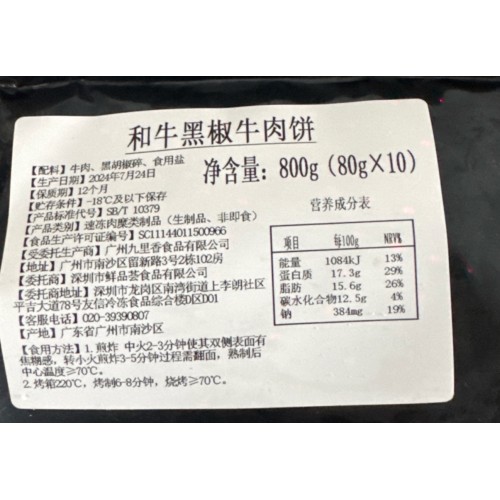 和牛黑椒牛肉饼
【配料】牛肉、黑胡椒碎、食用盐
【生产日期】2024年7月24日
【保质期】12个月
【贮存条件】-18℃及以下保存
【产品标准代号】SB/T 10379
【产品类别】速冻肉糜类制品（生制品、非即食）
【食品生产许可证编号】SC11144011500966
【受委托生产商】广州九里香食品有限公司
【地址】广州市南沙区留新路3号2栋102房
【委托商】深圳市鲜品荟食品有限公司
【委托商地址】深圳市龙岗区南湾街道上李朗社区
平吉大道78号友信冷冻食品综合楼D区D01
【客服电话】020-39390807
【产地】广东省广州市南沙区
【食用方法】1.煎炸 中火2-3分钟使其双侧表面有
焦糊感，转小火煎炸3-5分钟过程需翻面，熟制后
中心温度≥70℃。
2.烤箱220℃，烤制6-8分钟，烧烤≥70℃。
净含量：800g（80g×10）
营养成分表
项目 每100g NRV%
能量 1084kJ 13%
蛋白质 17.3g 29%
脂肪 15.6g 26%
碳水化合物 12.5g 4%
钠 384mg 19%